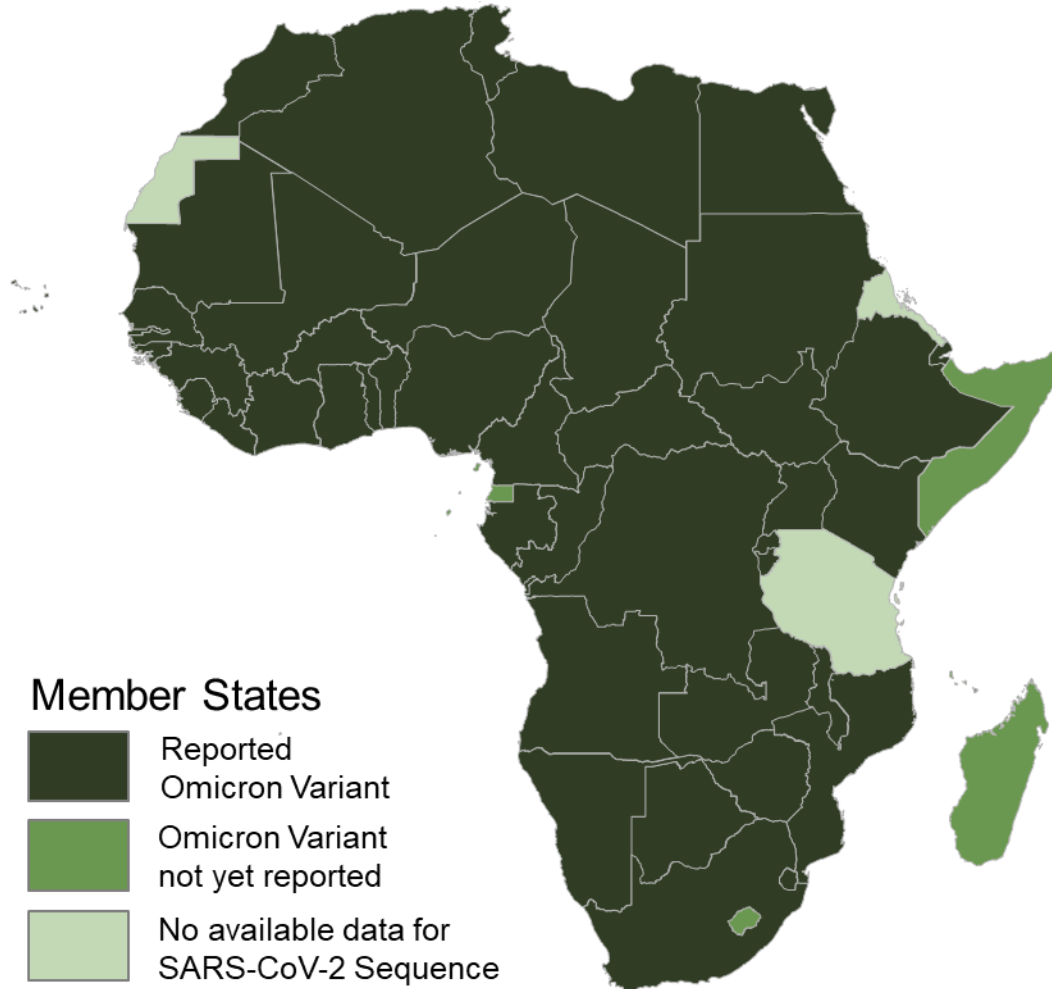 Member States
Reported
Omicron Variant
Omicron Variant
not yet reported
No available data for
SARS-CoV-2 Sequence